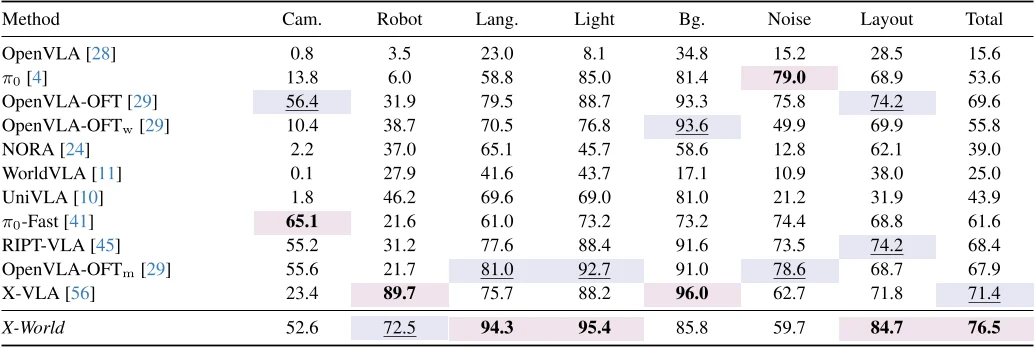 Method Cam. Robot Lang. Light Bg. Noise Layout Total
OpenVLA [28] 0.8 3.5 23.0 8.1 34.8 15.2 28.5 15.6
π0 [4] 13.8 6.0 58.8 85.0 81.4 79.0 68.9 53.6
OpenVLA-OFT [29] 56.4 31.9 79.5 88.7 93.3 75.8 74.2 69.6
OpenVLA-OFTw [29] 10.4 38.7 70.5 76.8 93.6 49.9 69.9 55.8
NORA [24] 2.2 37.0 65.1 45.7 58.6 12.8 62.1 39.0
WorldVLA [11] 0.1 27.9 41.6 43.7 17.1 10.9 38.0 25.0
UniVLA [10] 1.8 46.2 69.6 69.0 81.0 21.2 31.9 43.9
π0-Fast [41] 65.1 21.6 61.0 73.2 73.2 74.4 68.8 61.6
RIPT-VLA [45] 55.2 31.2 77.6 88.4 91.6 73.5 74.2 68.4
OpenVLA-OFTm [29] 55.6 21.7 81.0 92.7 91.0 78.6 68.7 67.9
X-VLA [56] 23.4 89.7 75.7 88.2 96.0 62.7 71.8 71.4
X-World 52.6 72.5 94.3 95.4 85.8 59.7 84.7 76.5